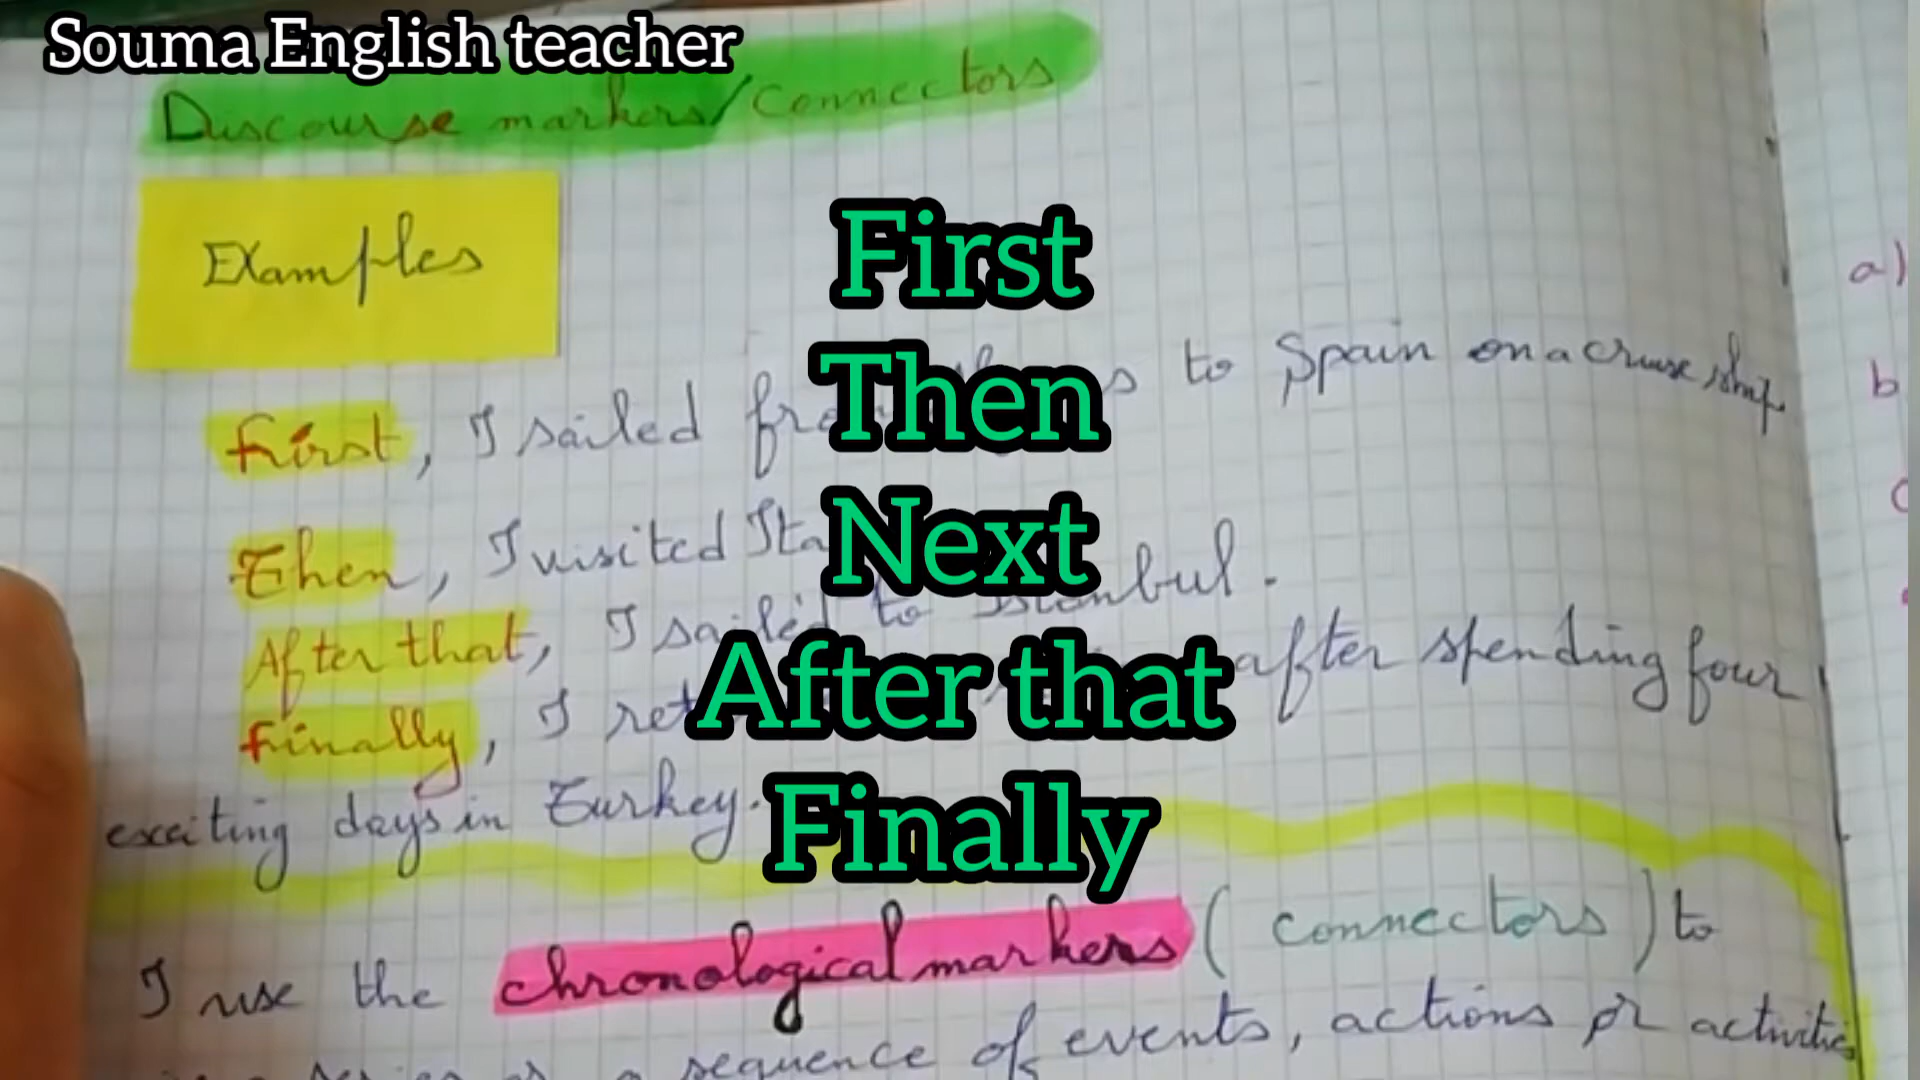 Souma English teacher
Discourse markers/Connectors
Examples
First
First, I sailed to Spain on a cruise ship
Then
Then, I visited
Next
After that, I sailed to Istanbul.
After that
Finally, I after spending four
exciting days in Turkey.
Finally
I use the chronological markers (connectors) to
sequence of events, actions or activities
a)
b